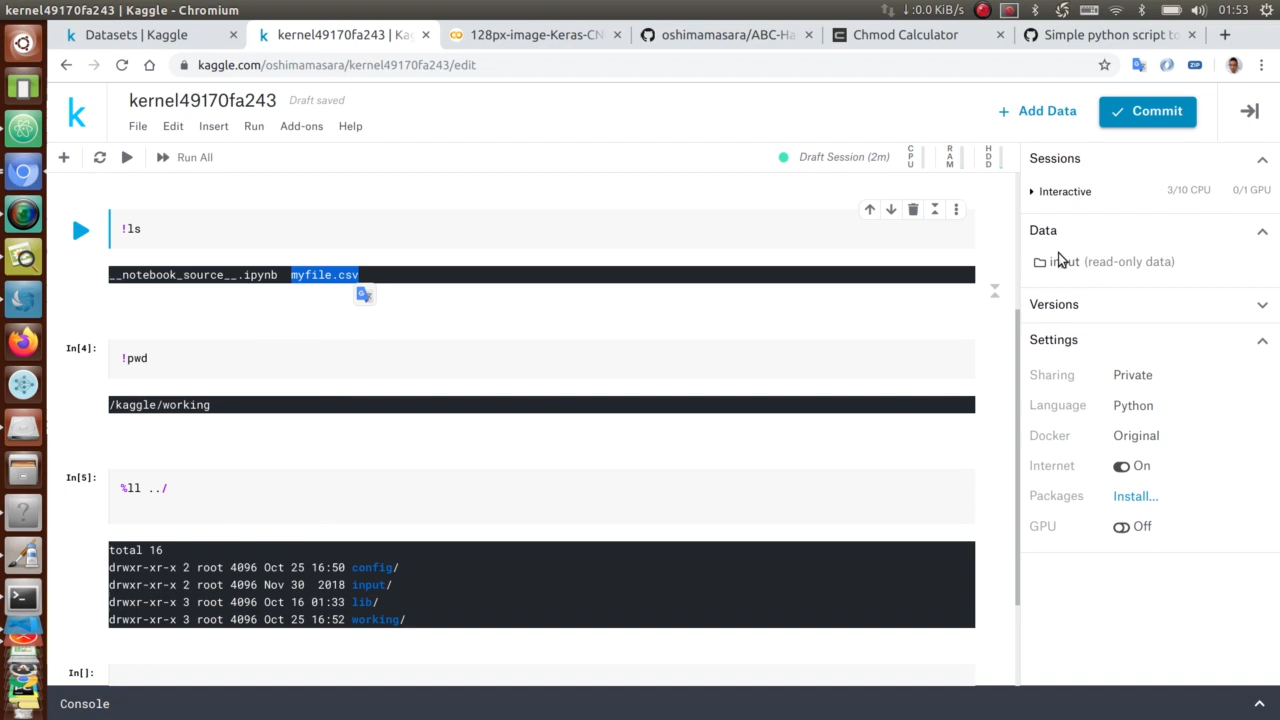 kernel49170fa243 | Kaggle - Chromium
↓:0.0 KiB/s
01:53
Datasets | Kaggle
kernel49170fa243 | Ka
128px-image-Keras-CN
oshimamasara/ABC-Ha
Chmod Calculator
Simple python script to
kaggle.com/oshimamasara/kernel49170fa243/edit
ZIP
k
kernel49170fa243
Draft saved
File Edit Insert Run Add-ons Help
+ Add Data
Commit
Run All
Draft Session (2m)
CPU
RAM
HDD
Sessions
Interactive
3/10 CPU
0/1 GPU
Data
input (read-only data)
Versions
Settings
Sharing Private
Language Python
Docker Original
Internet On
Packages Install...
GPU Off
!ls
__notebook_source__.ipynb myfile.csv
In[4]:
!pwd
/kaggle/working
In[5]:
%ll ../
total 16
drwxr-xr-x 2 root 4096 Oct 25 16:50 config/
drwxr-xr-x 2 root 4096 Nov 30 2018 input/
drwxr-xr-x 3 root 4096 Oct 16 01:33 lib/
drwxr-xr-x 3 root 4096 Oct 25 16:52 working/
In[]:
Console